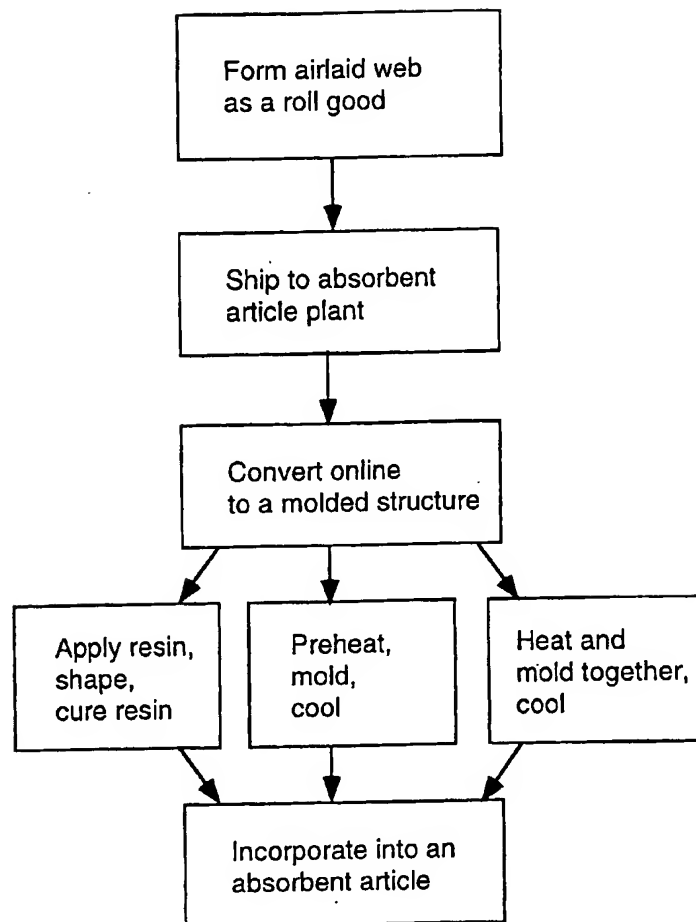 Form airlaid web
as a roll good
Ship to absorbent
article plant
Convert online
to a molded structure
Apply resin,
shape,
cure resin
Preheat,
mold,
cool
Heat and
mold together,
cool
Incorporate into an
absorbent article